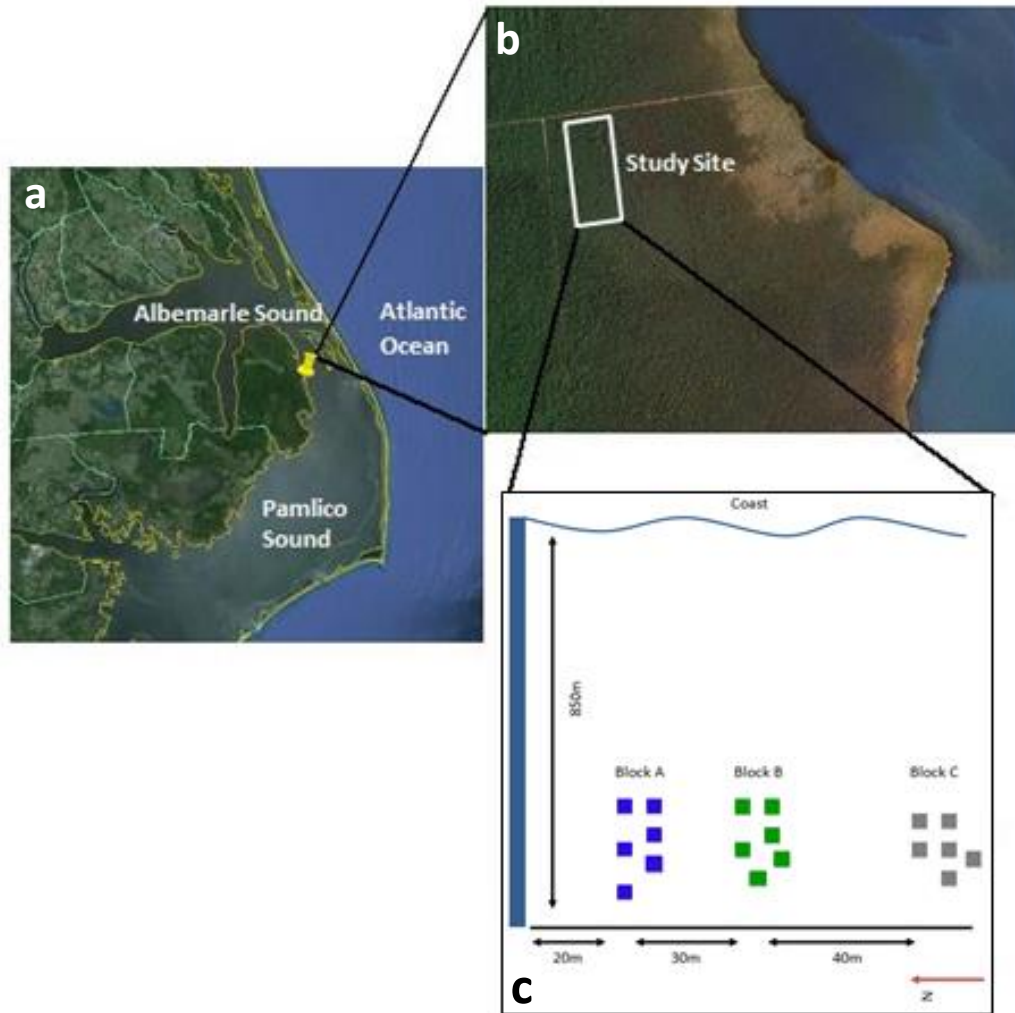 a
Albemarle Sound
Atlantic
Ocean
Pamlico
Sound
b
Study Site
Coast
850m
Block A
Block B
Block C
20m
30m
40m
N
c